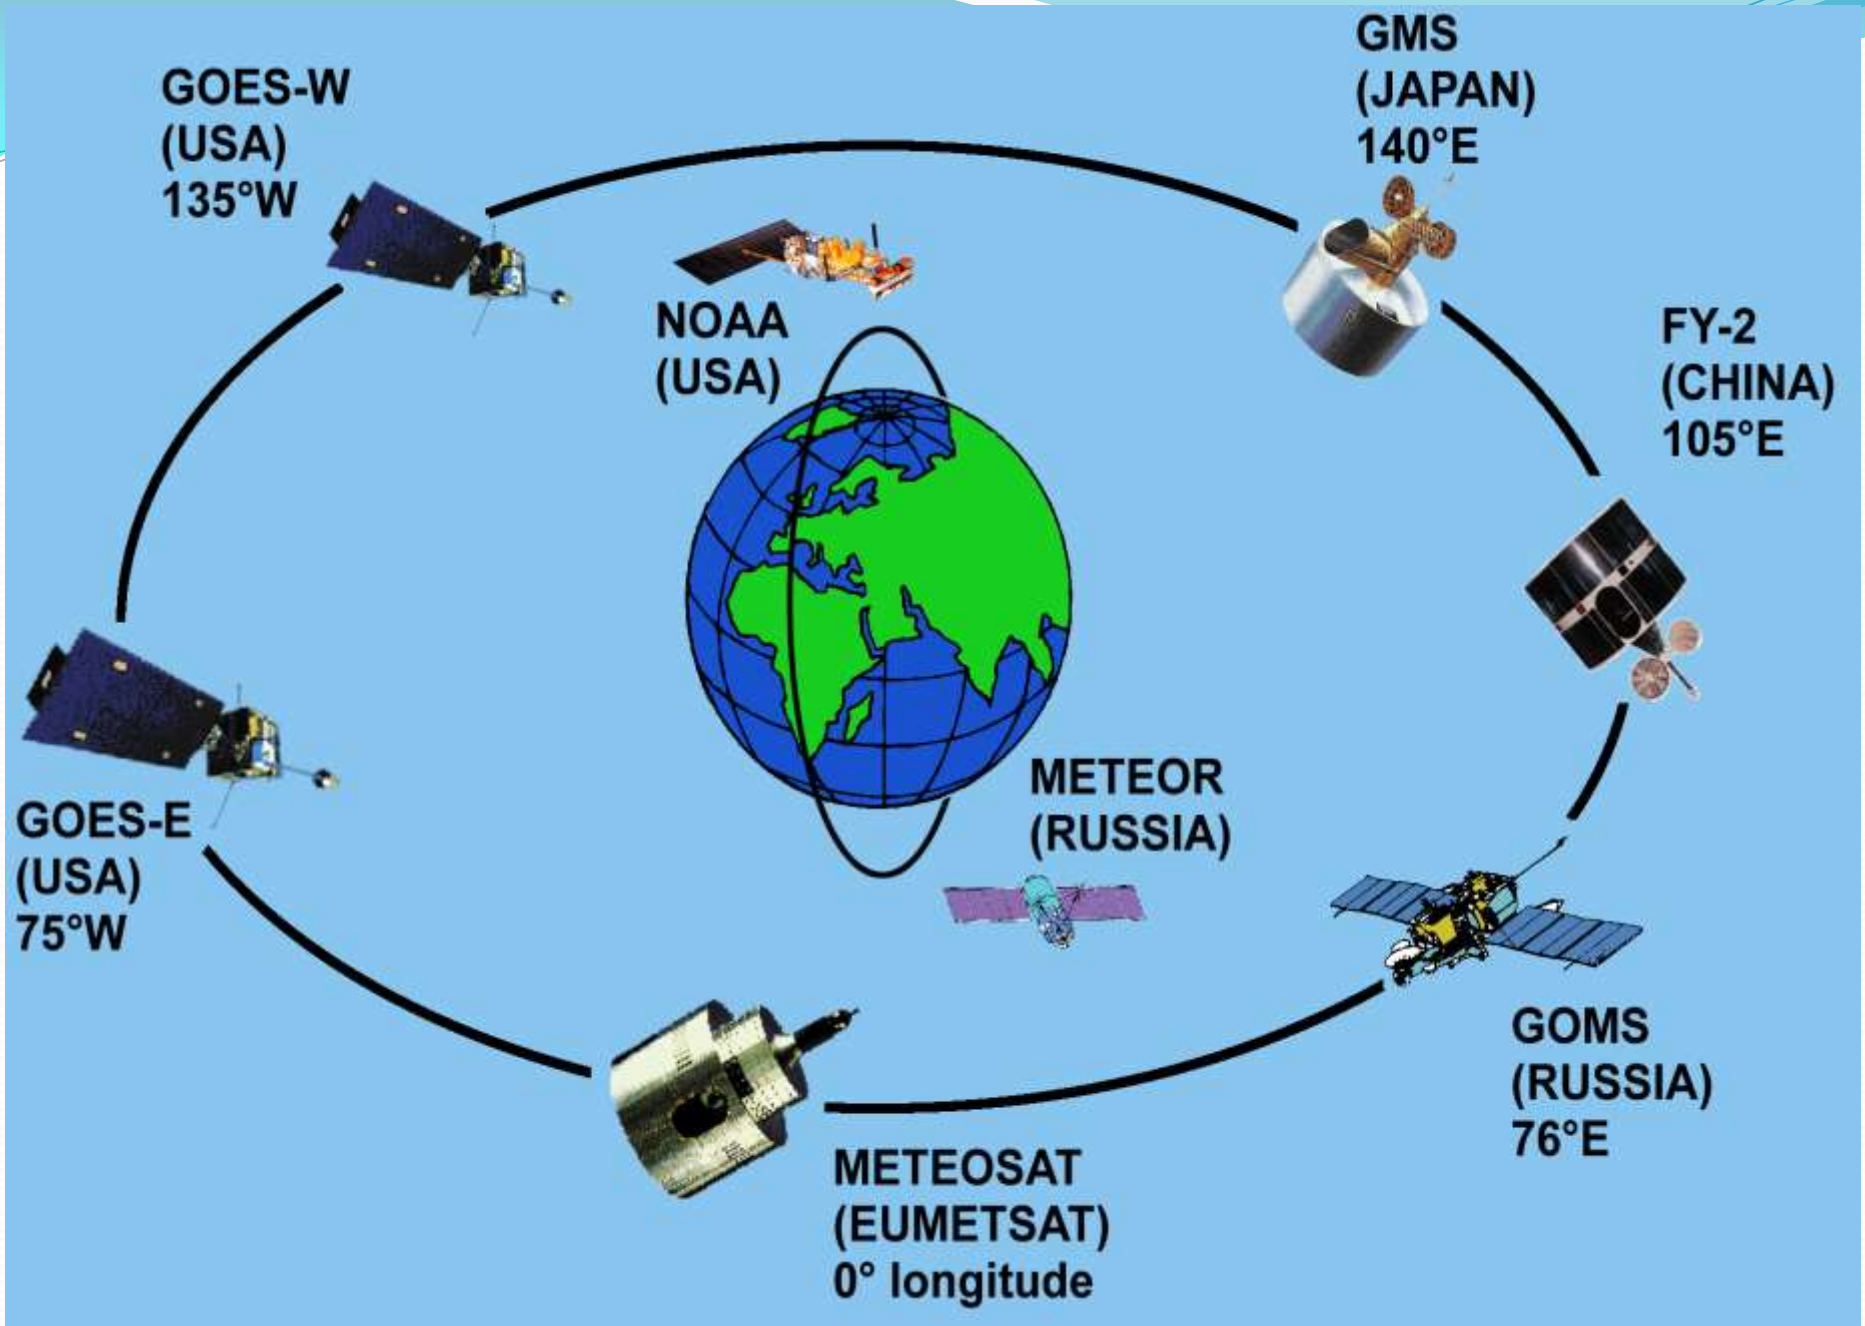 GOES-W
(USA)
135°W
GMS
(JAPAN)
140°E
NOAA
(USA)
FY-2
(CHINA)
105°E
METEOR
(RUSSIA)
GOES-E
(USA)
75°W
GOMS
(RUSSIA)
76°E
METEOSAT
(EUMETSAT)
0° longitude